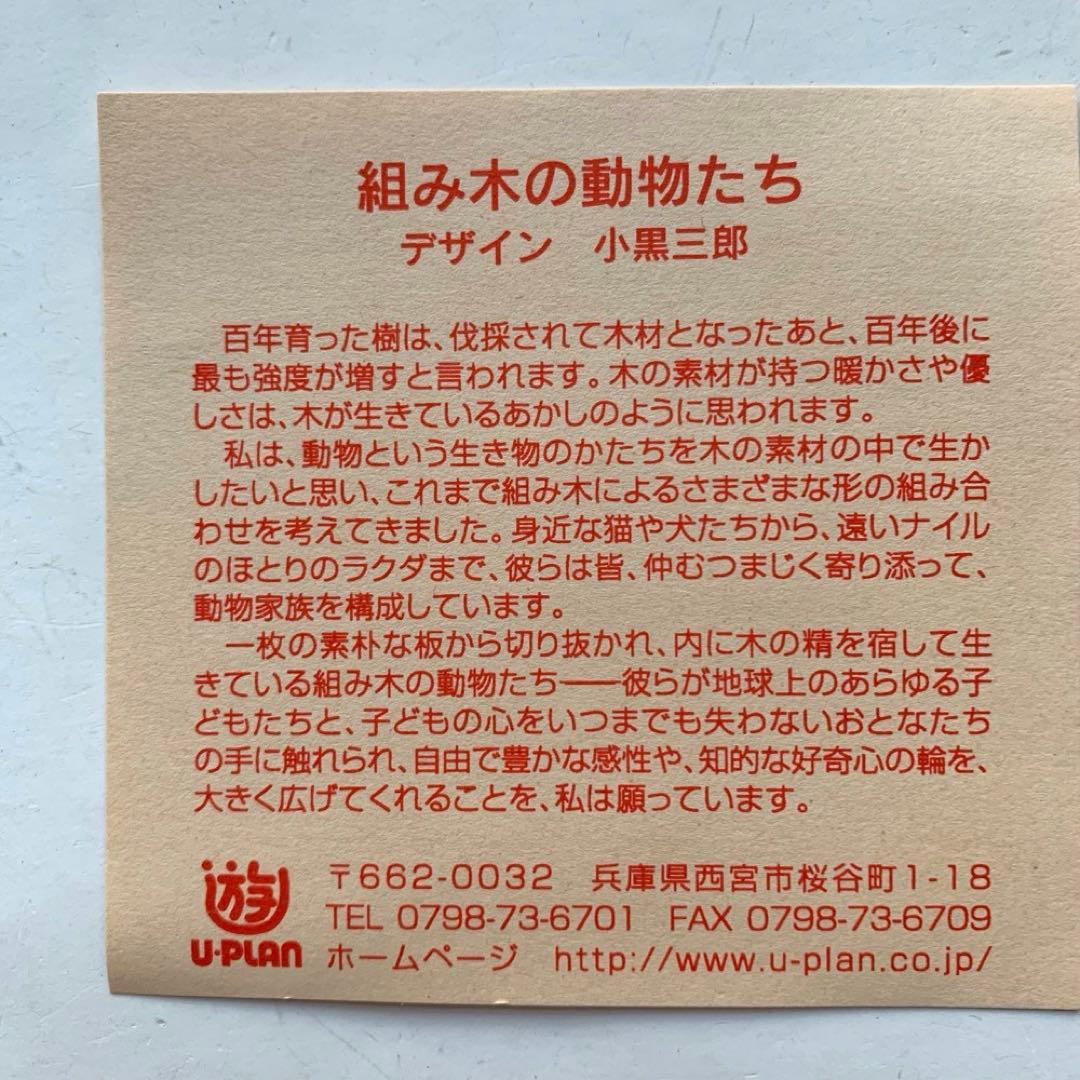 組み木の動物たち
デザイン　小黒三郎
　百年育った樹は、伐採されて木材となったあと、百年後に
最も強度が増すと言われます。木の素材が持つ暖かさや優
しさは、木が生きているあかしのように思われます。
　私は、動物という生き物のかたちを木の素材の中で生か
したいと思い、これまで組み木によるさまざまな形の組み合
わせを考えてきました。身近な猫や犬たちから、遠いナイル
のほとりのラクダまで、彼らは皆、仲むつまじく寄り添って、
動物家族を構成しています。
　一枚の素朴な板から切り抜かれ、内に木の精を宿して生
きている組み木の動物たち――彼らが地球上のあらゆる子
どもたちと、子どもの心をいつまでも失わないおとなたち
の手に触れられ、自由で豊かな感性や、知的な好奇心の輪を、
大きく広げてくれることを、私は願っています。
遊
U・PLAN
〒662-0032　兵庫県西宮市桜谷町1-18
TEL 0798-73-6701　FAX 0798-73-6709
ホームページ　http://www.u-plan.co.jp/